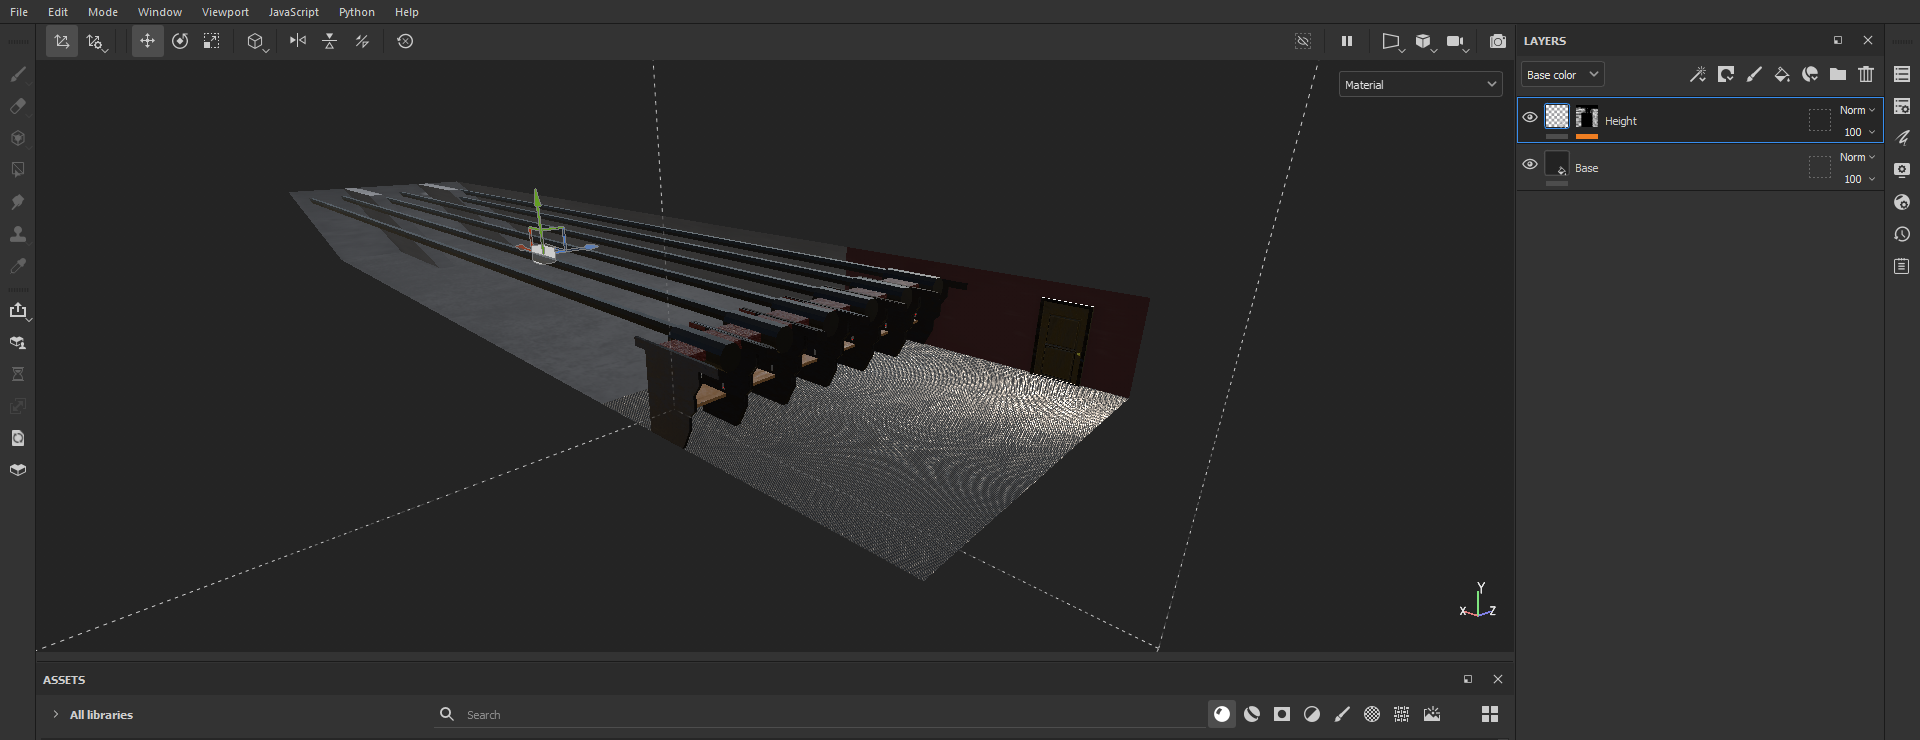 File Edit Mode Window Viewport JavaScript Python Help
LAYERS
Material
Base color
Height
Norm
100
Base
Norm
100
Y
X Z
ASSETS
All libraries
Search